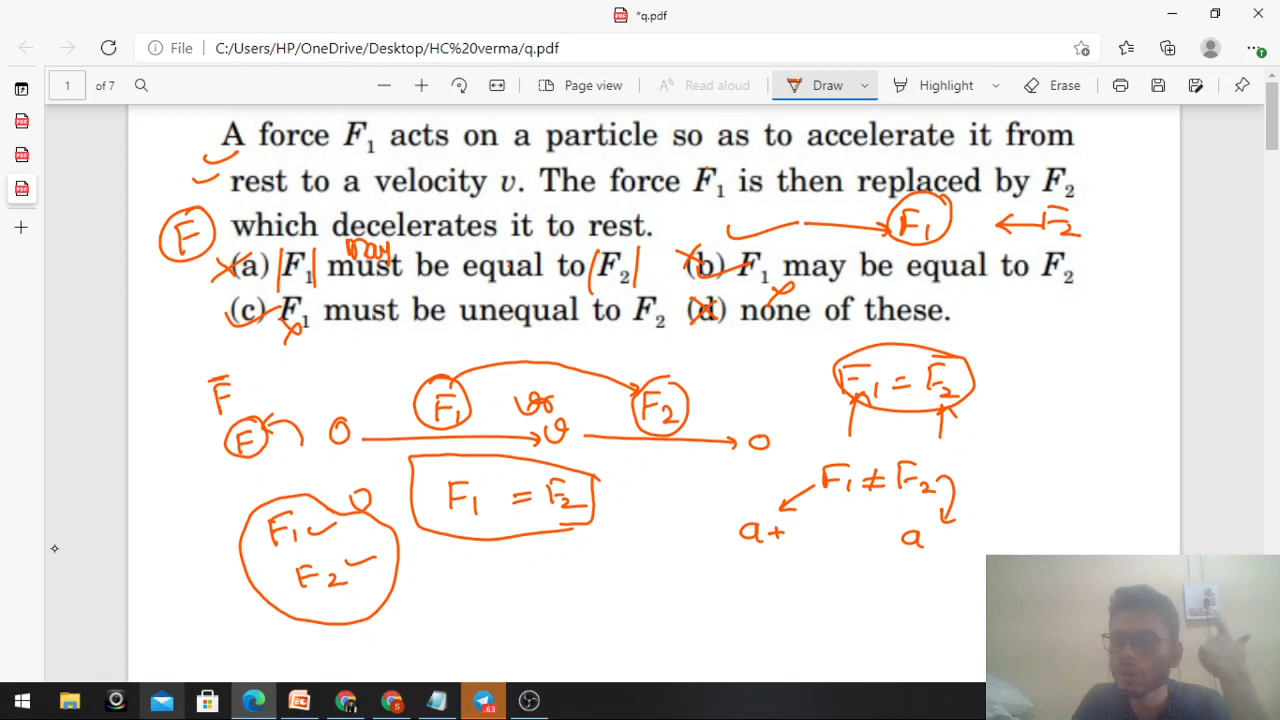 *q.pdf
File C:/Users/HP/OneDrive/Desktop/HC%20verma/q.pdf
1 of 7 Page view Read aloud Draw Highlight Erase
A force F₁ acts on a particle so as to accelerate it from
rest to a velocity v. The force F₁ is then replaced by F₂
which decelerates it to rest.
F F₁ F₂
may
(a) |F₁| must be equal to |F₂| (b) F₁ may be equal to F₂
(c) F₁ must be unequal to F₂ (d) none of these.
F F₁ F₂ F₁ = F₂
F 0 v 0
F₁ = F₂ F₁ ≠ F₂
F₁
F₂
a+ a
63